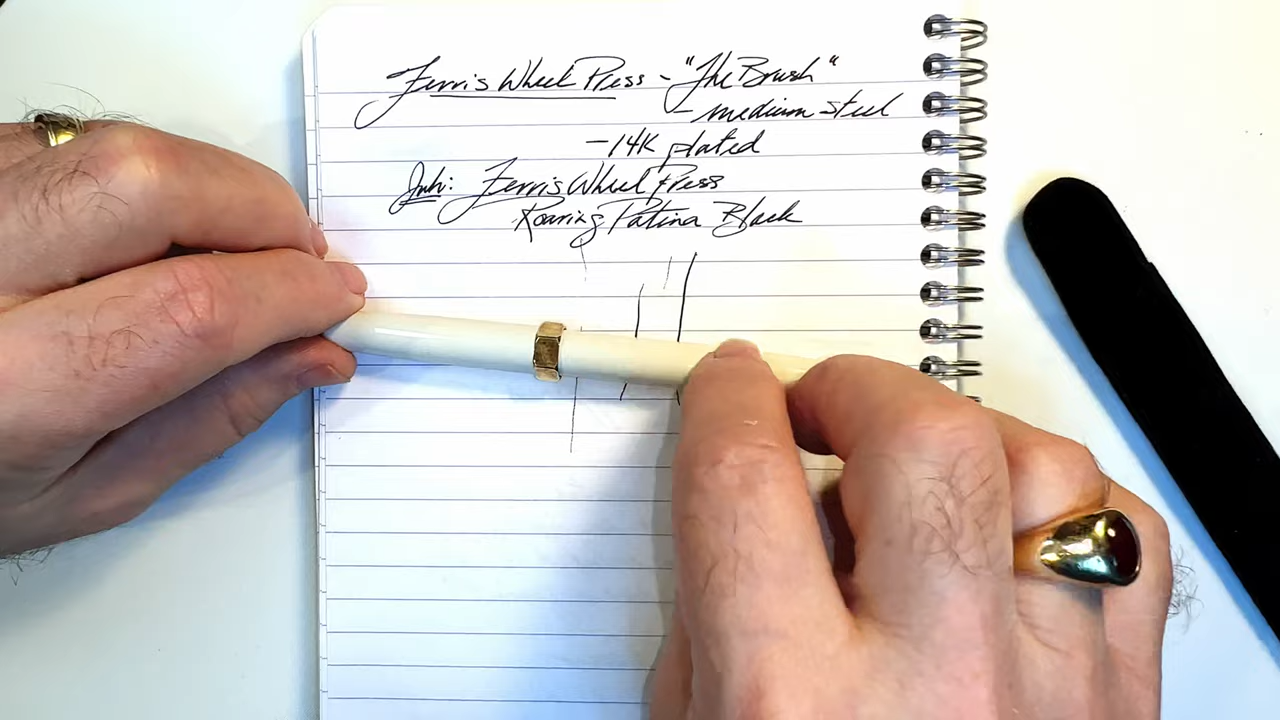 Ferris Wheel Press - "The Brush"
- medium steel
- 14K plated
Ink: Ferris Wheel Press
Roaring Patina Black